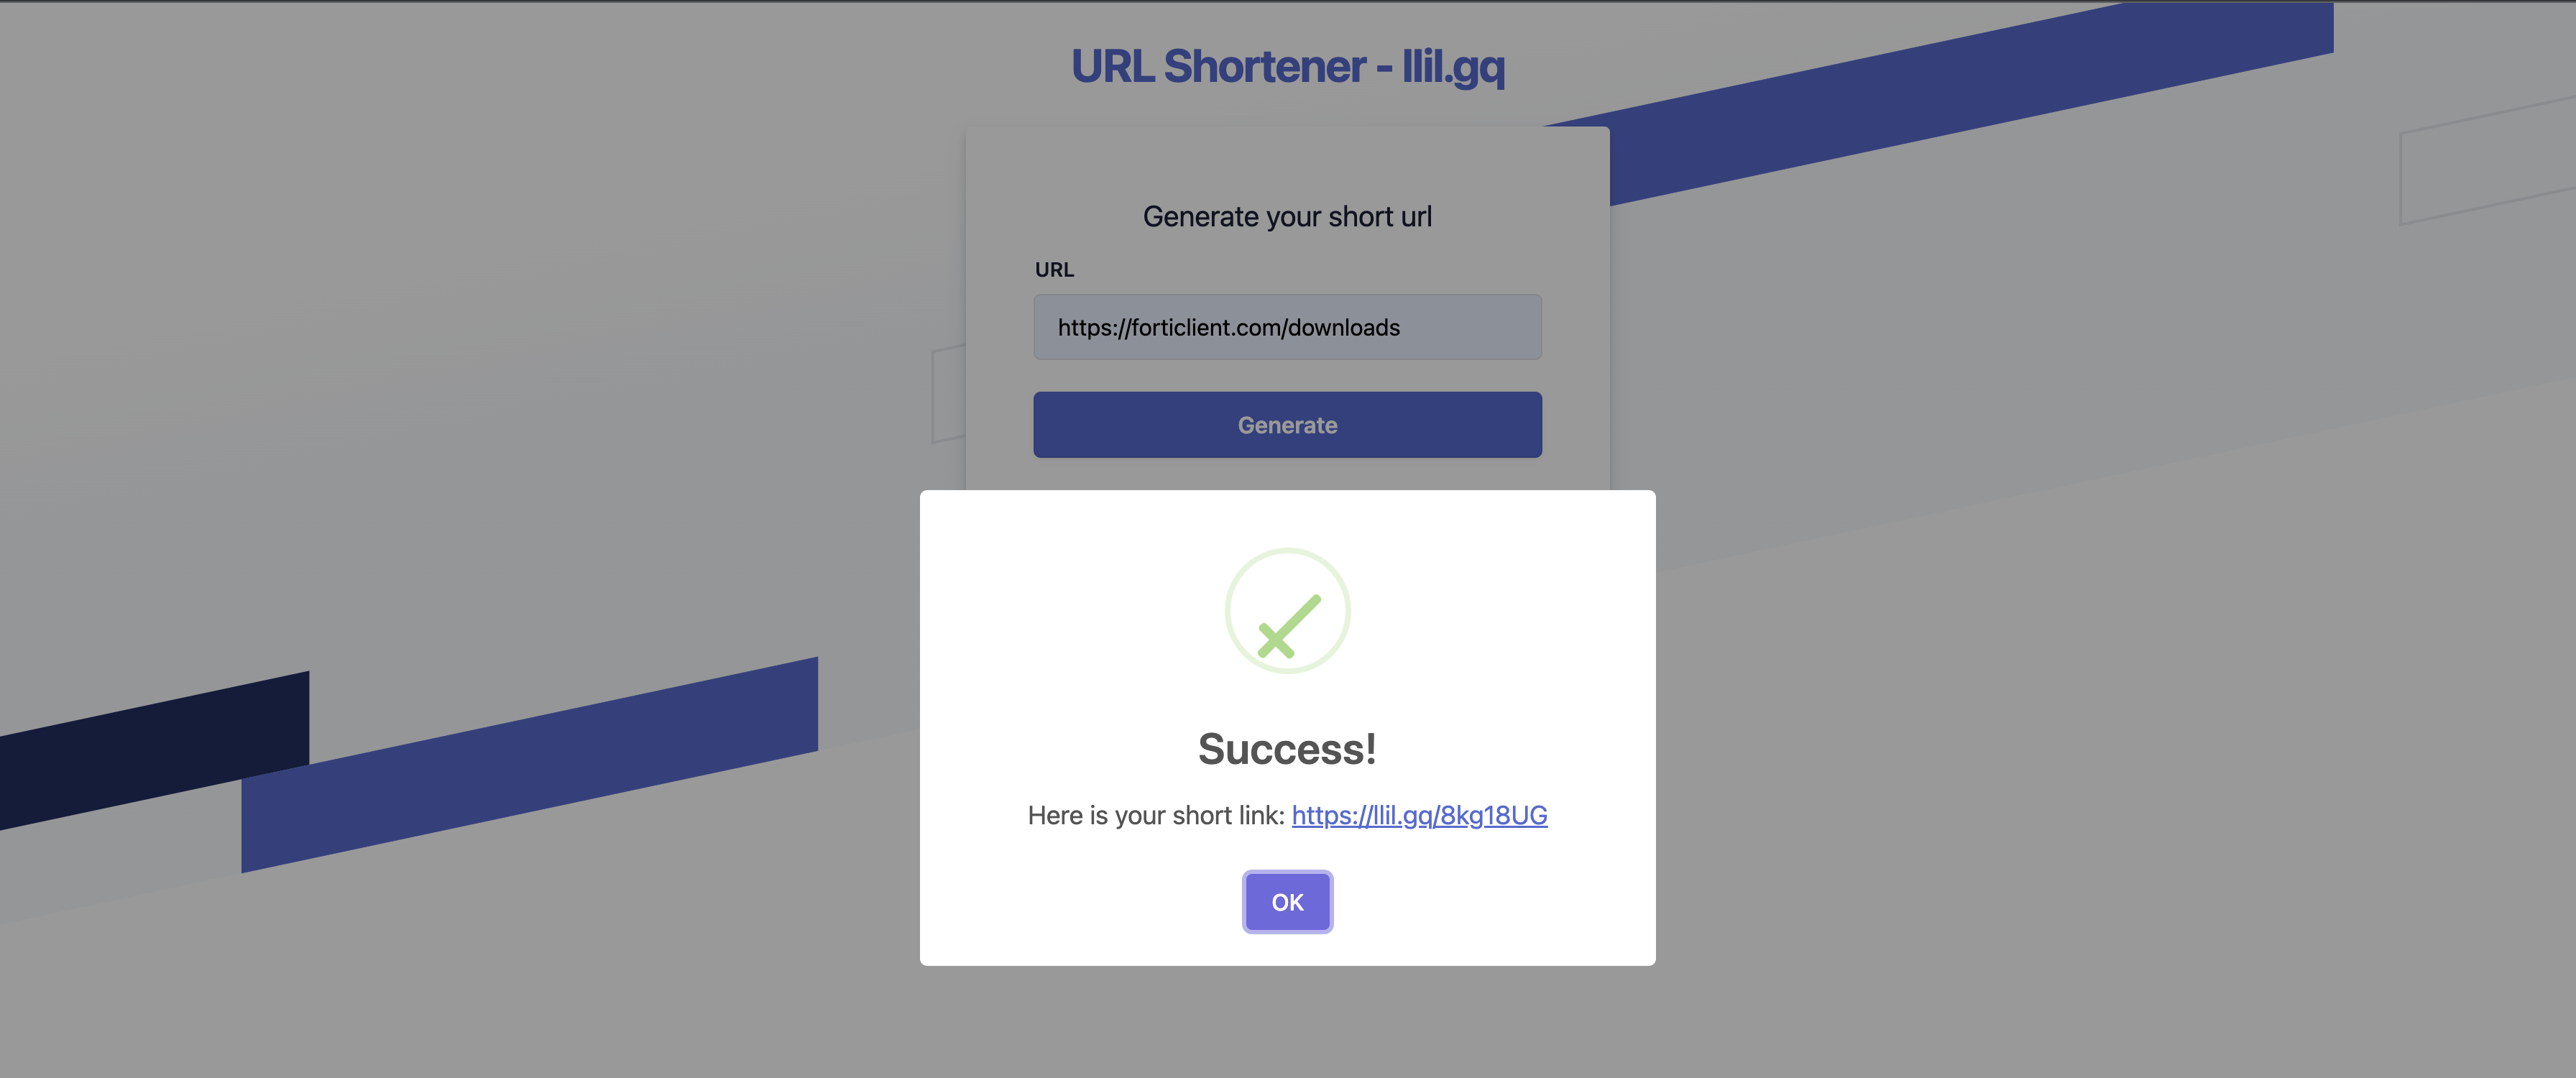 URL Shortener - llil.gq
Generate your short url
URL
https://forticlient.com/downloads
Generate
Success!
Here is your short link: https://llil.gq/8kg18UG
OK